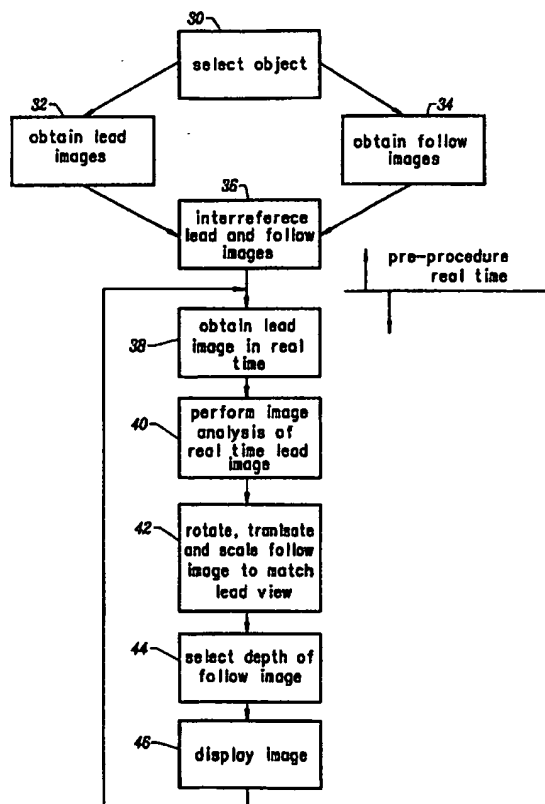 30
select object
32
obtain lead
images
34
obtain follow
images
36
interreferece
lead and follow
images
pre-procedure
real time
38
obtain lead
image in real
time
40
perform image
analysis of
real time lead
image
42
rotate, tranlsate
and scale follow
image to match
lead view
44
select depth of
follow image
46
display image